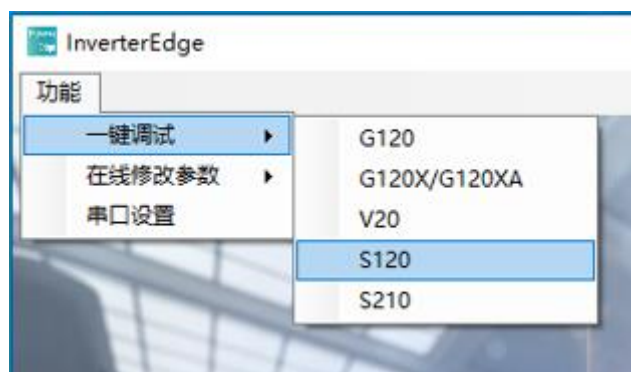 InverterEdge
功能
一键调试
在线修改参数
串口设置
G120
G120X/G120XA
V20
S120
S210